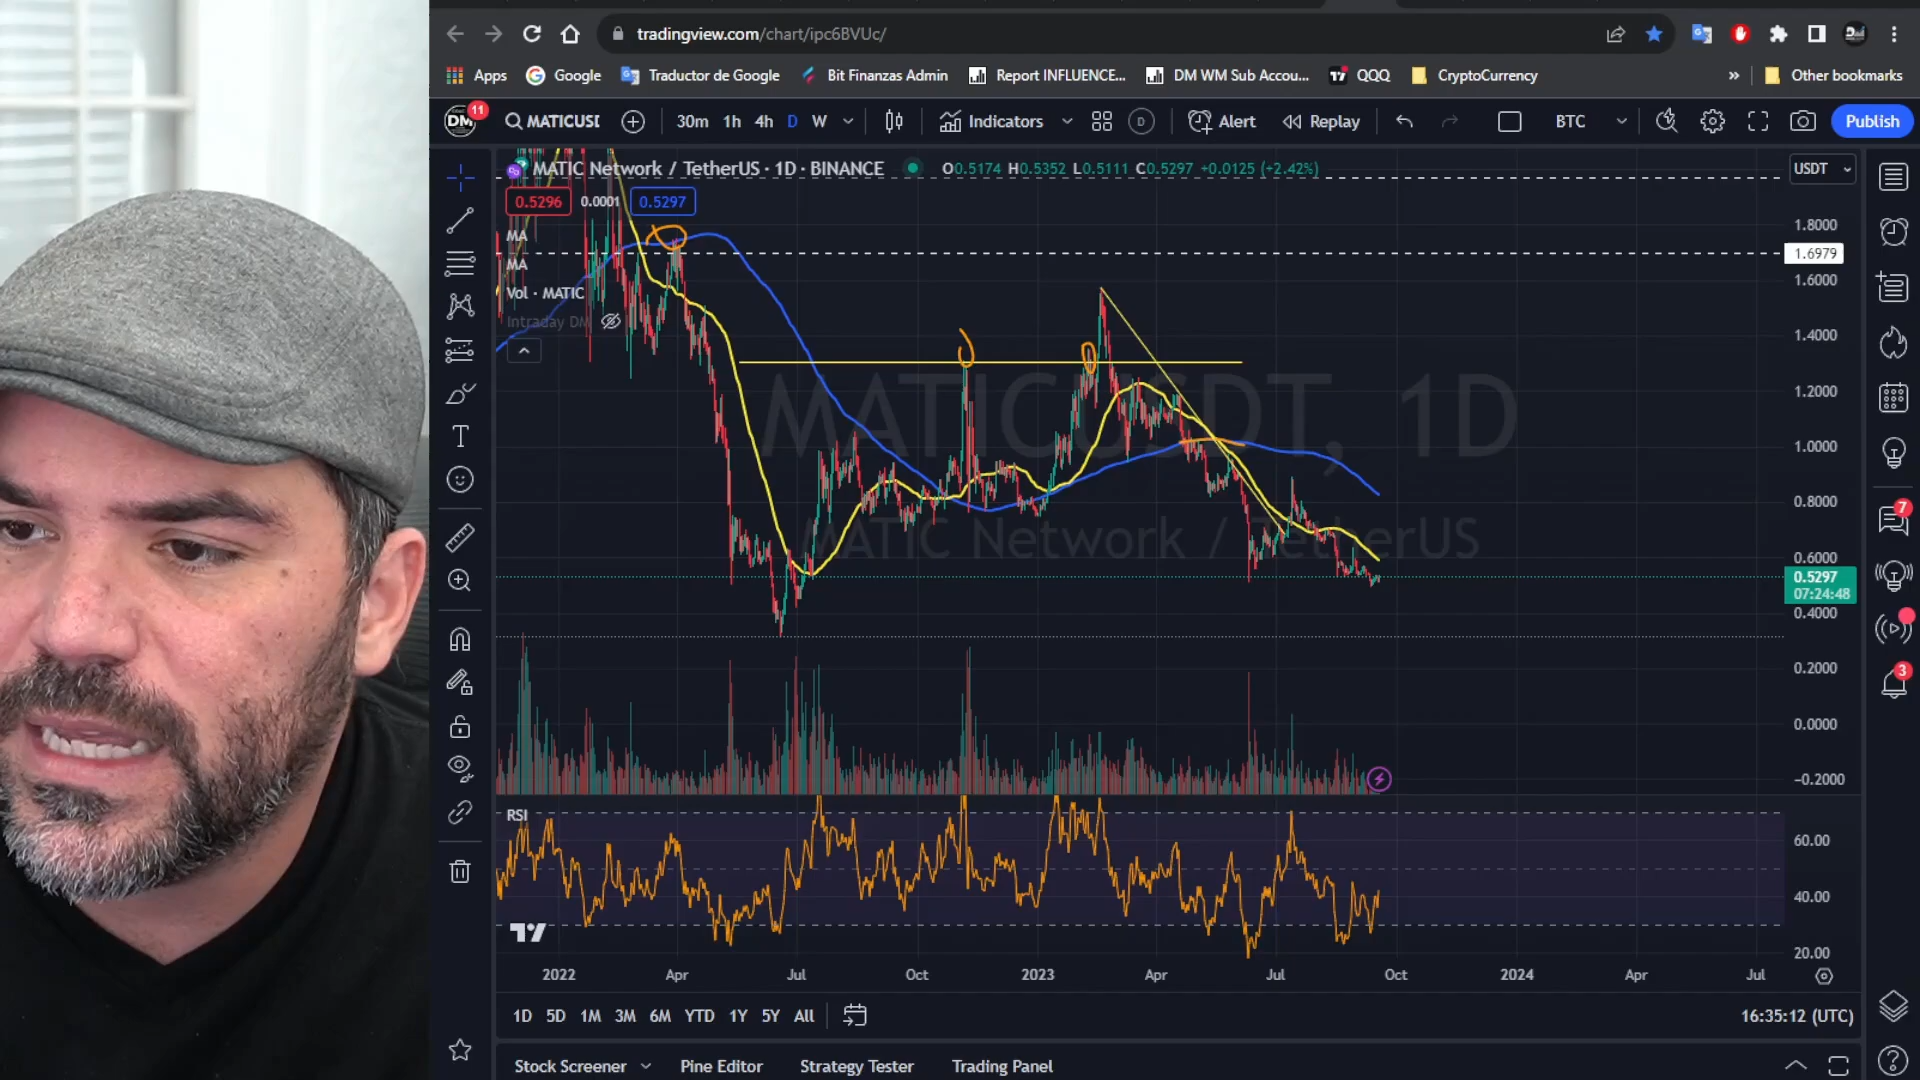 tradingview.com/chart/ipc6BVUc/
Apps Google Traductor de Google Bit Finanzas Admin Report INFLUENCE... DM WM Sub Accou... QQQ CryptoCurrency » Other bookmarks
DM 11 MATICUSI 30m 1h 4h D W Indicators D Alert Replay BTC Publish
MATIC Network / TetherUS · 1D · BINANCE O0.5174 H0.5352 L0.5111 C0.5297 +0.0125 (+2.42%) USDT
0.5296 0.0001 0.5297
MA
MA
Vol · MATIC
Intraday DM
1.8000
1.6979
1.6000
1.4000
1.2000
1.0000
0.8000
0.6000
0.5297
07:24:48
0.4000
0.2000
0.0000
−0.2000
MATICUSDT, 1D
MATIC Network / TetherUS
7
3
RSI
60.00
40.00
20.00
2022 Apr Jul Oct 2023 Apr Jul Oct 2024 Apr Jul
1D 5D 1M 3M 6M YTD 1Y 5Y All 16:35:12 (UTC)
Stock Screener Pine Editor Strategy Tester Trading Panel